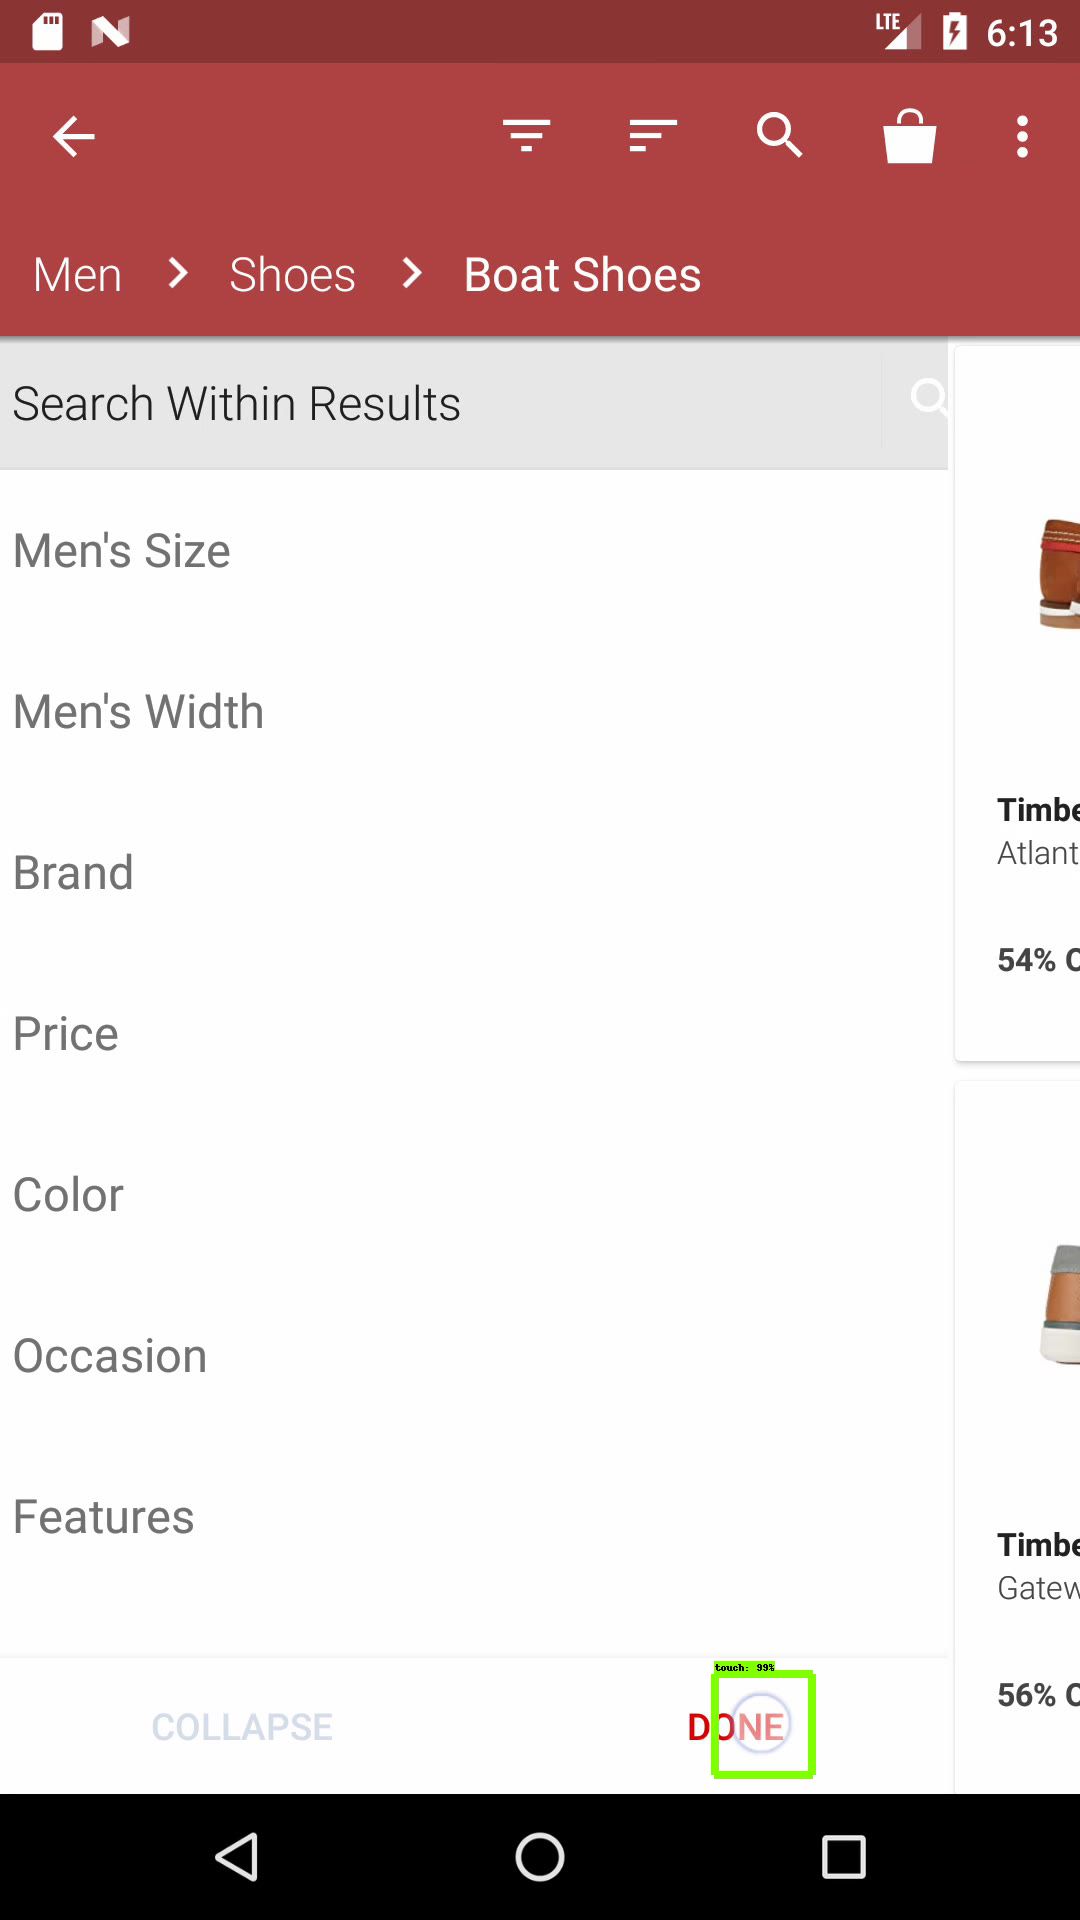 LTE 6:13
Men Shoes Boat Shoes
Search Within Results
Men's Size
Men's Width
Brand
Timbe
Atlant
54% O
Price
Color
Occasion
Features
Timbe
Gatew
56% O
touch: 99%
COLLAPSE DONE